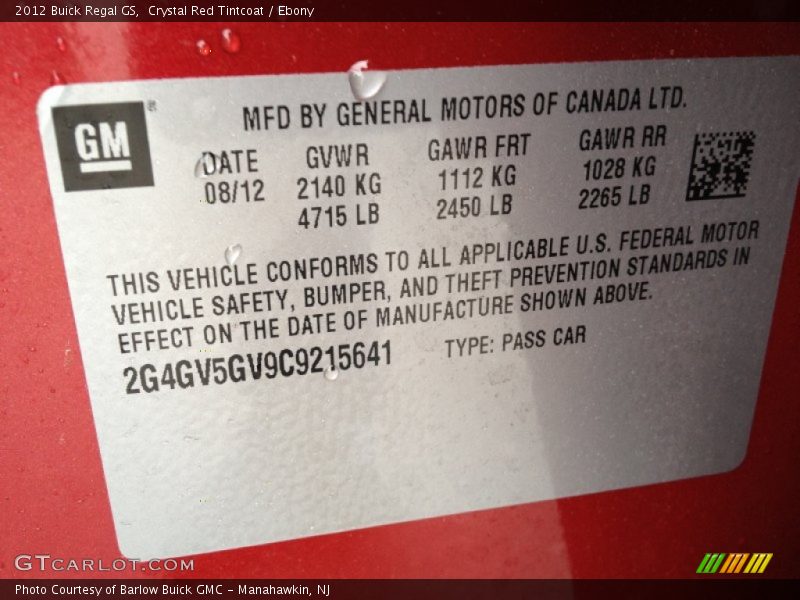 2012 Buick Regal GS,  Crystal Red Tintcoat / Ebony
MFD BY GENERAL MOTORS OF CANADA LTD.
GM
DATE GVWR GAWR FRT GAWR RR
08/12 2140 KG 1112 KG 1028 KG
4715 LB 2450 LB 2265 LB
THIS VEHICLE CONFORMS TO ALL APPLICABLE U.S. FEDERAL MOTOR
VEHICLE SAFETY, BUMPER, AND THEFT PREVENTION STANDARDS IN
EFFECT ON THE DATE OF MANUFACTURE SHOWN ABOVE.
2G4GV5GV9C9215641 TYPE: PASS CAR
GTCARLOT.COM
Photo Courtesy of Barlow Buick GMC – Manahawkin, NJ